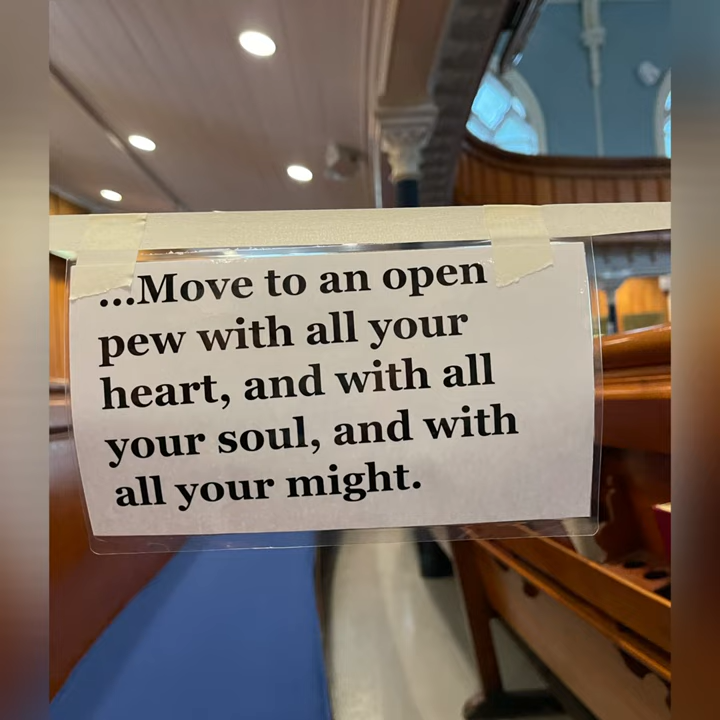 ...Move to an open
pew with all your
heart, and with all
your soul, and with
all your might.